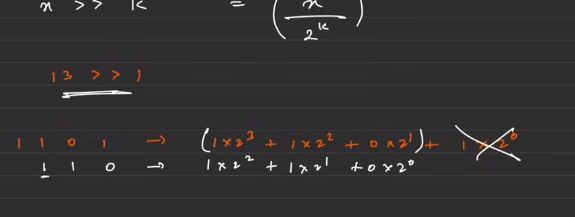 x >> k = (x / 2^k)
13 >> 1
1 1 0 1 → (1×2³ + 1×2² + 0×2¹) + 1×2⁰
1 1 0 → 1×2² + 1×2¹ + 0×2⁰